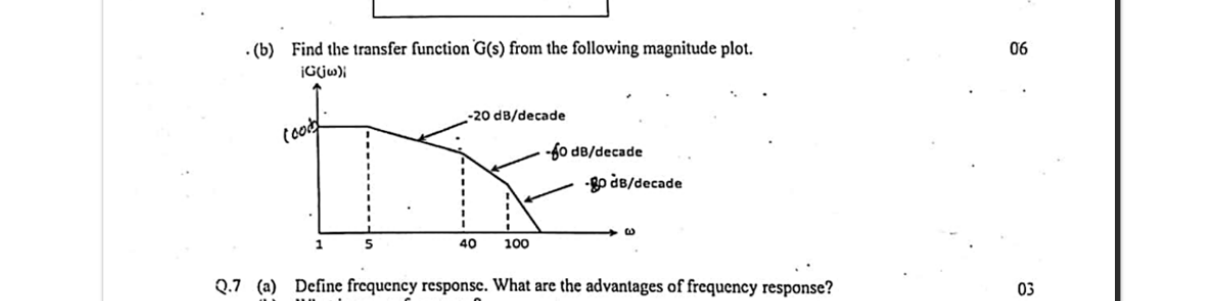 .(b) Find the transfer function G(s) from the following magnitude plot. 06
|G(jω)|
-20 dB/decade
-60 dB/decade
-80 dB/decade
ω
1 5 40 100
Q.7 (a) Define frequency response. What are the advantages of frequency response? 03